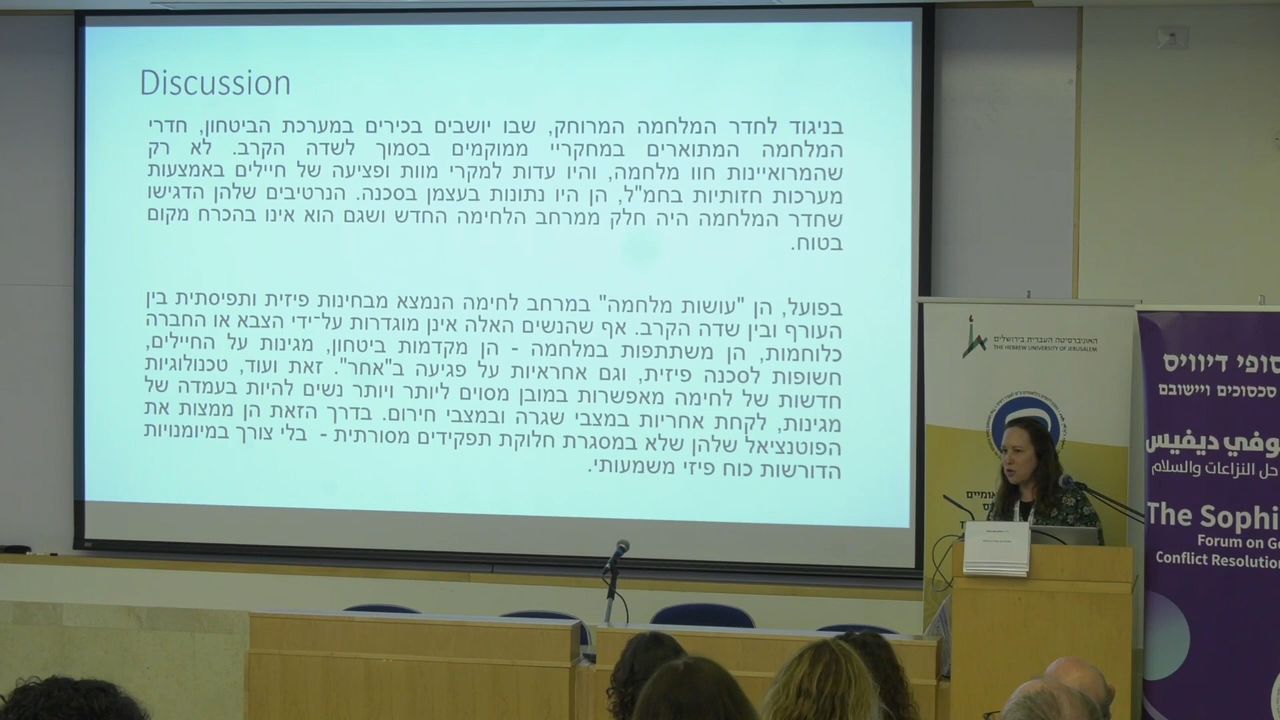 Discussion
בניגוד לחדר המלחמה המרוחק, שבו יושבים בכירים במערכת הביטחון, חדרי
המלחמה המתוארים במחקריי ממוקמים בסמוך לשדה הקרב. לא רק
שהמרואיינות חוו מלחמה, והיו עדות למקרי מוות ופציעה של חיילים באמצעות
מערכות חזותיות בחמ"ל, הן היו נתונות בעצמן בסכנה. הנרטיבים שלהן הדגישו
שחדר המלחמה היה חלק ממרחב הלחימה החדש ושגם הוא אינו בהכרח מקום
בטוח.
בפועל, הן "עושות מלחמה" במרחב לחימה הנמצא מבחינות פיזית ותפיסתית בין
העורף ובין שדה הקרב. אף שהנשים האלה אינן מוגדרות על־ידי הצבא או החברה
כלוחמות, הן משתתפות במלחמה - הן מקדמות ביטחון, מגינות על החיילים,
חשופות לסכנה פיזית, וגם אחראיות על פגיעה ב"אחר". זאת ועוד, טכנולוגיות
חדשות של לחימה מאפשרות במובן מסוים ליותר ויותר נשים להיות בעמדה של
מגינות, לקחת אחריות במצבי שגרה ובמצבי חירום. בדרך הזאת הן ממצות את
הפוטנציאל שלהן שלא במסגרת חלוקת תפקידים מסורתית - בלי צורך במיומנויות
הדורשות כוח פיזי משמעותי.
האוניברסיטה העברית בירושלים
THE HEBREW UNIVERSITY OF JERUSALEM
סופי דיוויס
סכסוכים ויישובם
وفي ديفيس
حل النزاعات والسلام
The Sophi
Forum on Ge
Conflict Resolution